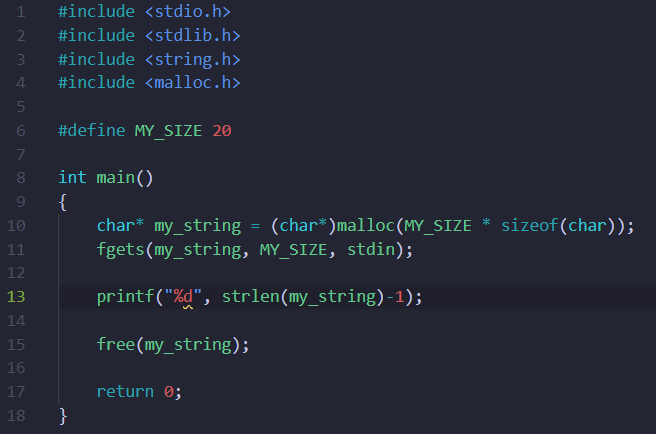 1 #include <stdio.h>
2 #include <stdlib.h>
3 #include <string.h>
4 #include <malloc.h>
5
6 #define MY_SIZE 20
7
8 int main()
9 {
10     char* my_string = (char*)malloc(MY_SIZE * sizeof(char));
11     fgets(my_string, MY_SIZE, stdin);
12
13     printf("%d", strlen(my_string)-1);
14
15     free(my_string);
16
17     return 0;
18 }